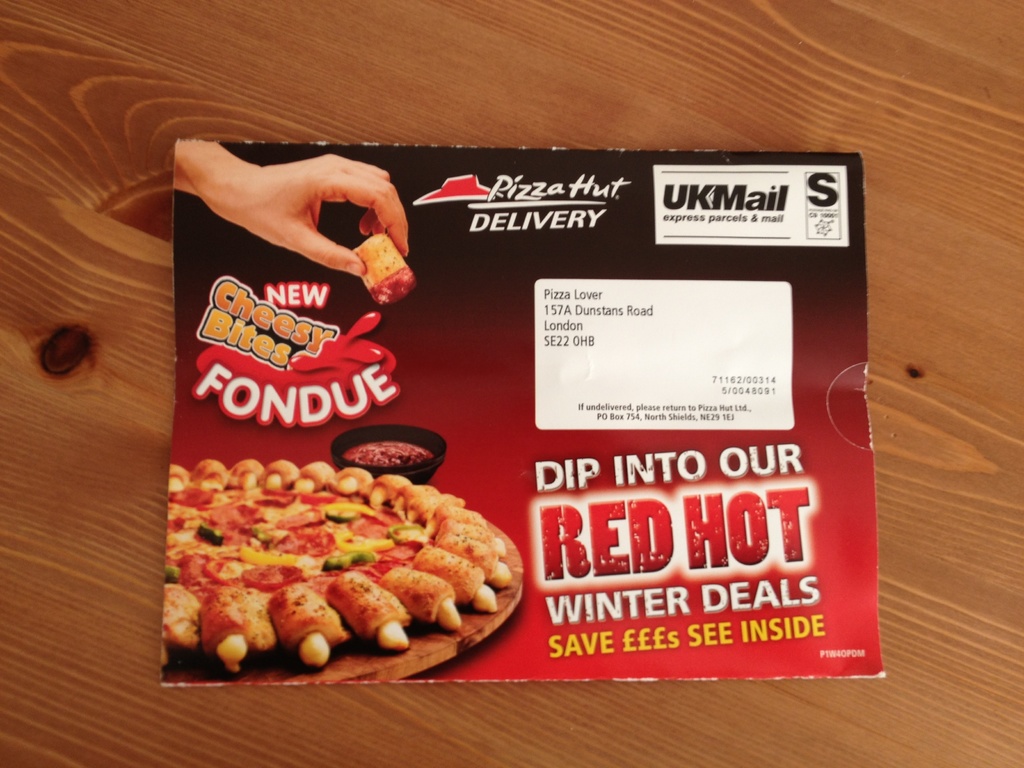 Pizza Hut
DELIVERY
UKMail
express parcels & mail
S
NEW
Cheesy
Bites
FONDUE
Pizza Lover
157A Dunstans Road
London
SE22 0HB
71162/00314
5/0048091
If undelivered, please return to Pizza Hut Ltd.,
PO Box 754, North Shields, NE29 1EJ
DIP INTO OUR
RED HOT
WINTER DEALS
SAVE £££s SEE INSIDE
P1W4OPDM